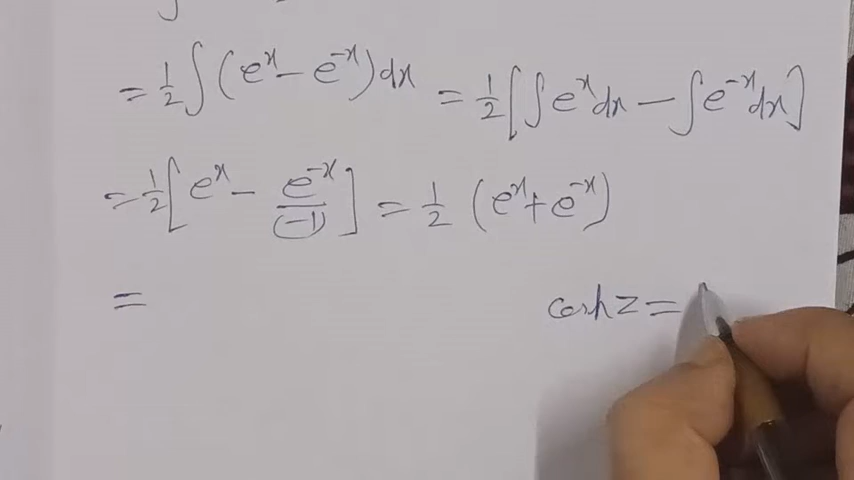 = 1/2 ∫ (e^x − e^−x) dx = 1/2 [∫ e^x dx − ∫ e^−x dx]
= 1/2 [e^x − e^−x/(−1)] = 1/2 (e^x + e^−x)
= cosh z =